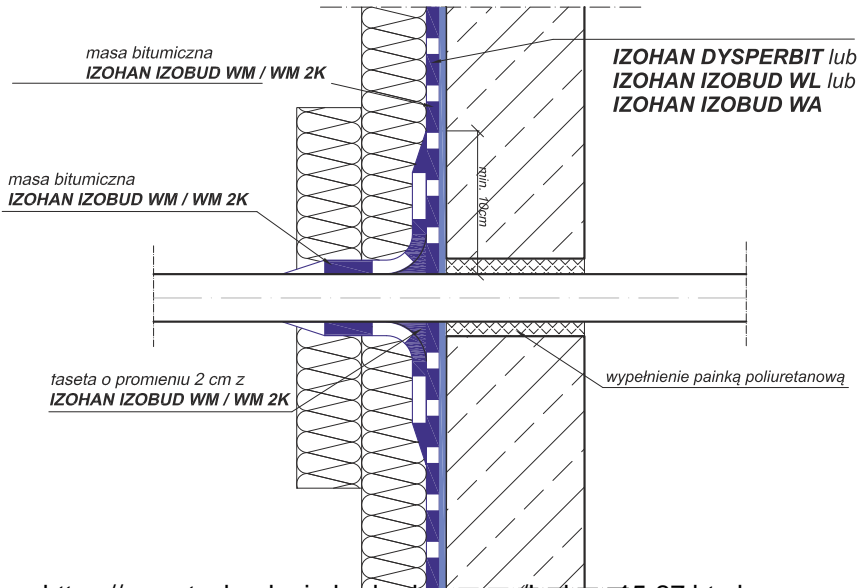 masa bitumiczna
IZOHAN IZOBUD WM / WM 2K
IZOHAN DYSPERBIT lub
IZOHAN IZOBUD WL lub
IZOHAN IZOBUD WA
masa bitumiczna
IZOHAN IZOBUD WM / WM 2K
min. 10cm
faseta o promieniu 2 cm z
IZOHAN IZOBUD WM / WM 2K
wypełnienie painką poliuretanową